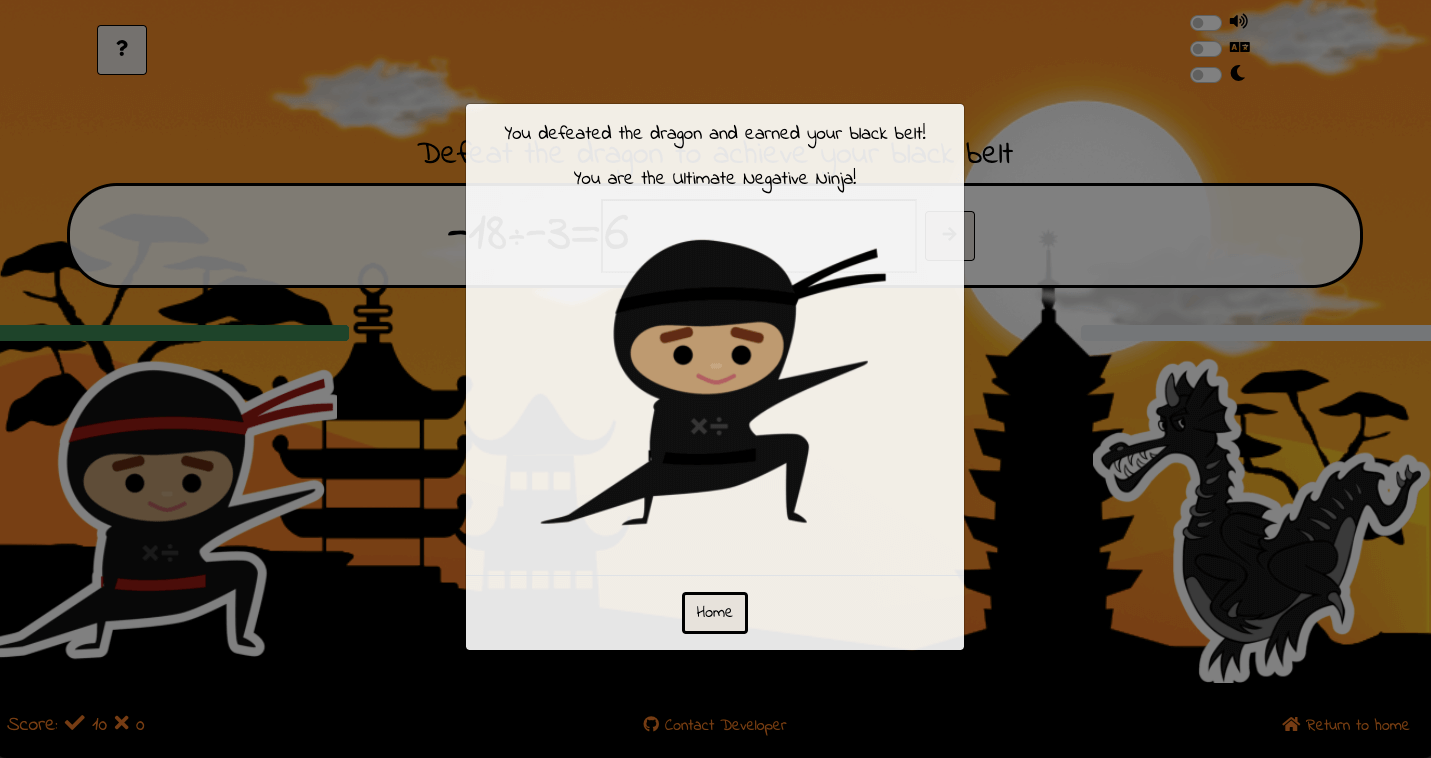 ?
You defeated the dragon and earned your black belt!
Defeat the dragon to achieve your black belt
You are the Ultimate Negative Ninja!
-18÷-3=6
×÷
×÷
Home
Score: 10 0
Contact Developer
Return to home